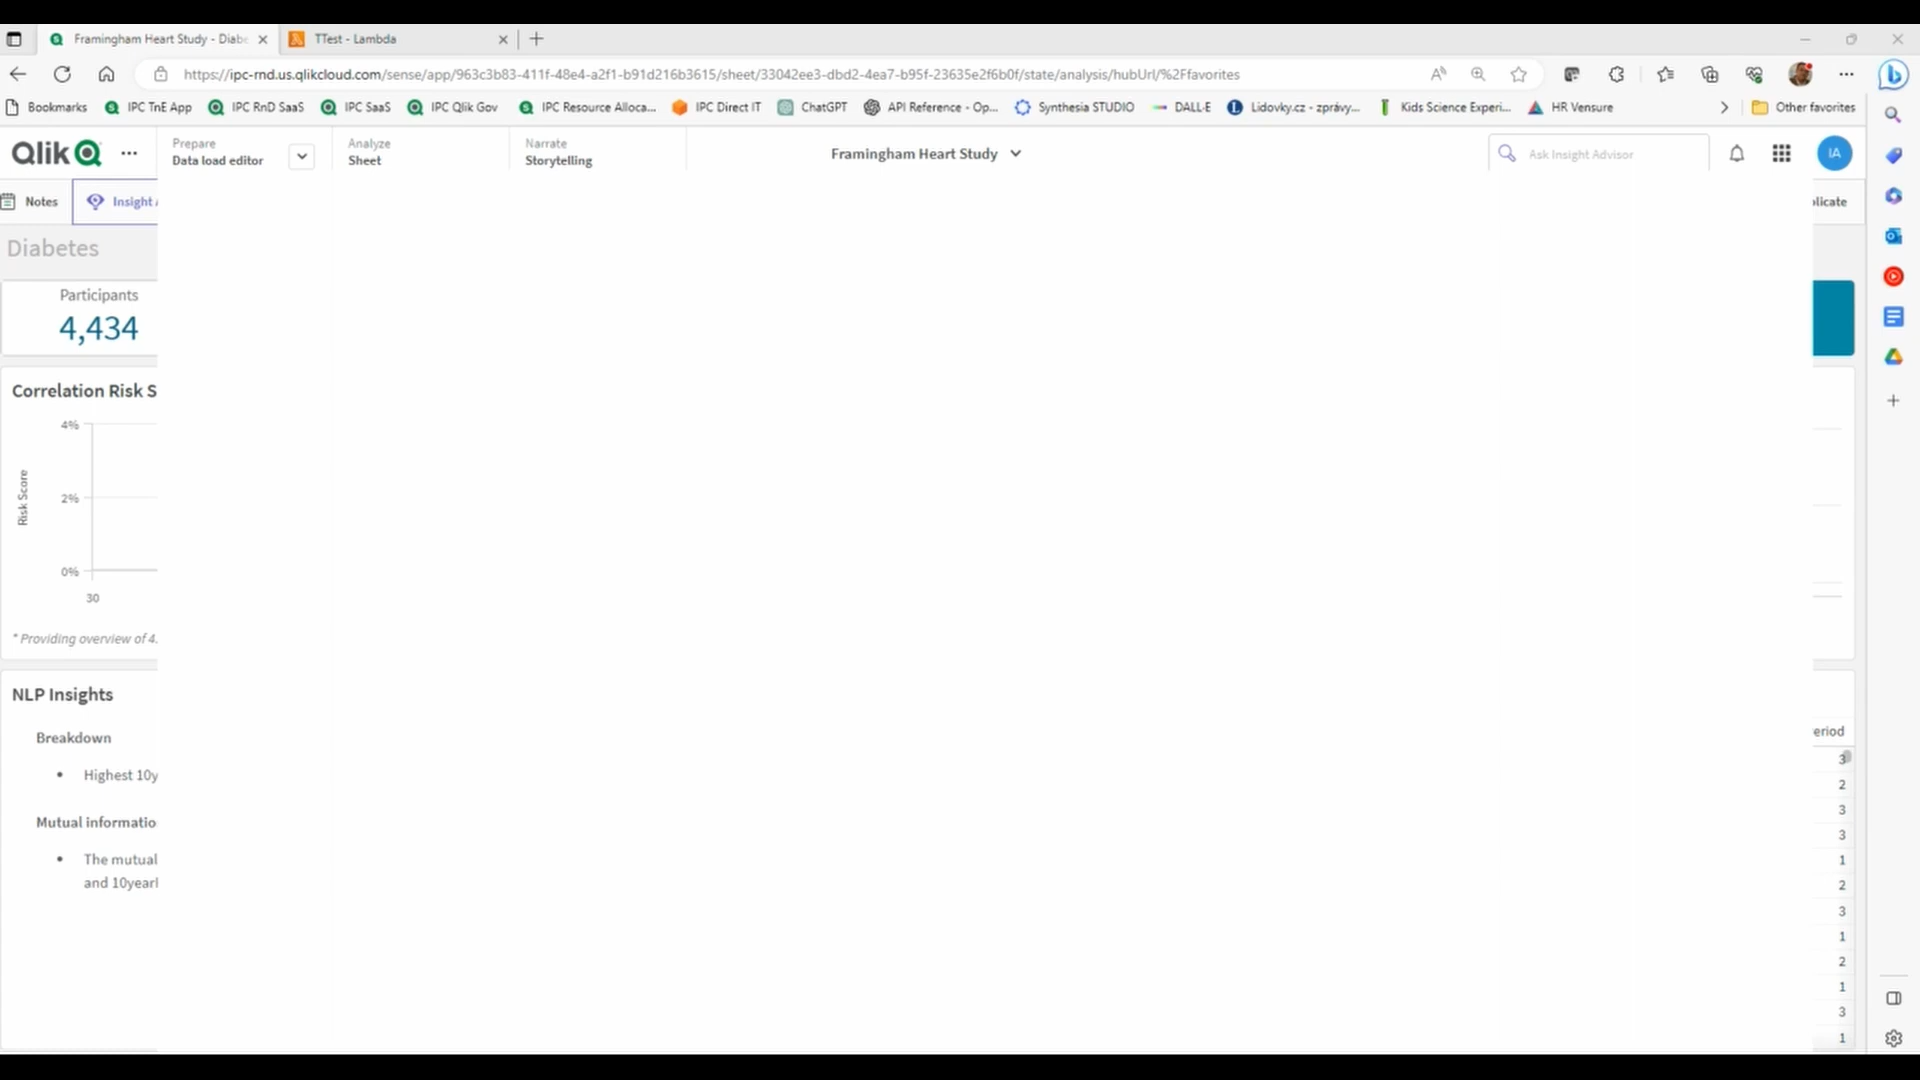 Framingham Heart Study - Diabe
TTest - Lambda
https://ipc-rnd.us.qlikcloud.com/sense/app/963c3b83-411f-48e4-a2f1-b91d216b3615/sheet/33042ee3-dbd2-4ea7-b95f-23635e2f6b0f/state/analysis/hubUrl/%2Ffavorites
Bookmarks IPC TnE App IPC RnD SaaS IPC SaaS IPC Qlik Gov IPC Resource Alloca... IPC Direct IT ChatGPT API Reference - Op... Synthesia STUDIO DALL·E Lidovky.cz - zprávy... Kids Science Experi... HR Vensure Other favorites
Qlik
Prepare
Data load editor
Analyze
Sheet
Narrate
Storytelling
Framingham Heart Study
Ask Insight Advisor
IA
Notes
Insight A
plicate
Diabetes
Participants
4,434
Correlation Risk S
Risk Score
4%
2%
0%
30
* Providing overview of 4.
NLP Insights
Breakdown
• Highest 10y
Mutual informatio
• The mutual
and 10yearl
eriod
3
2
3
3
1
2
3
1
2
1
3
1